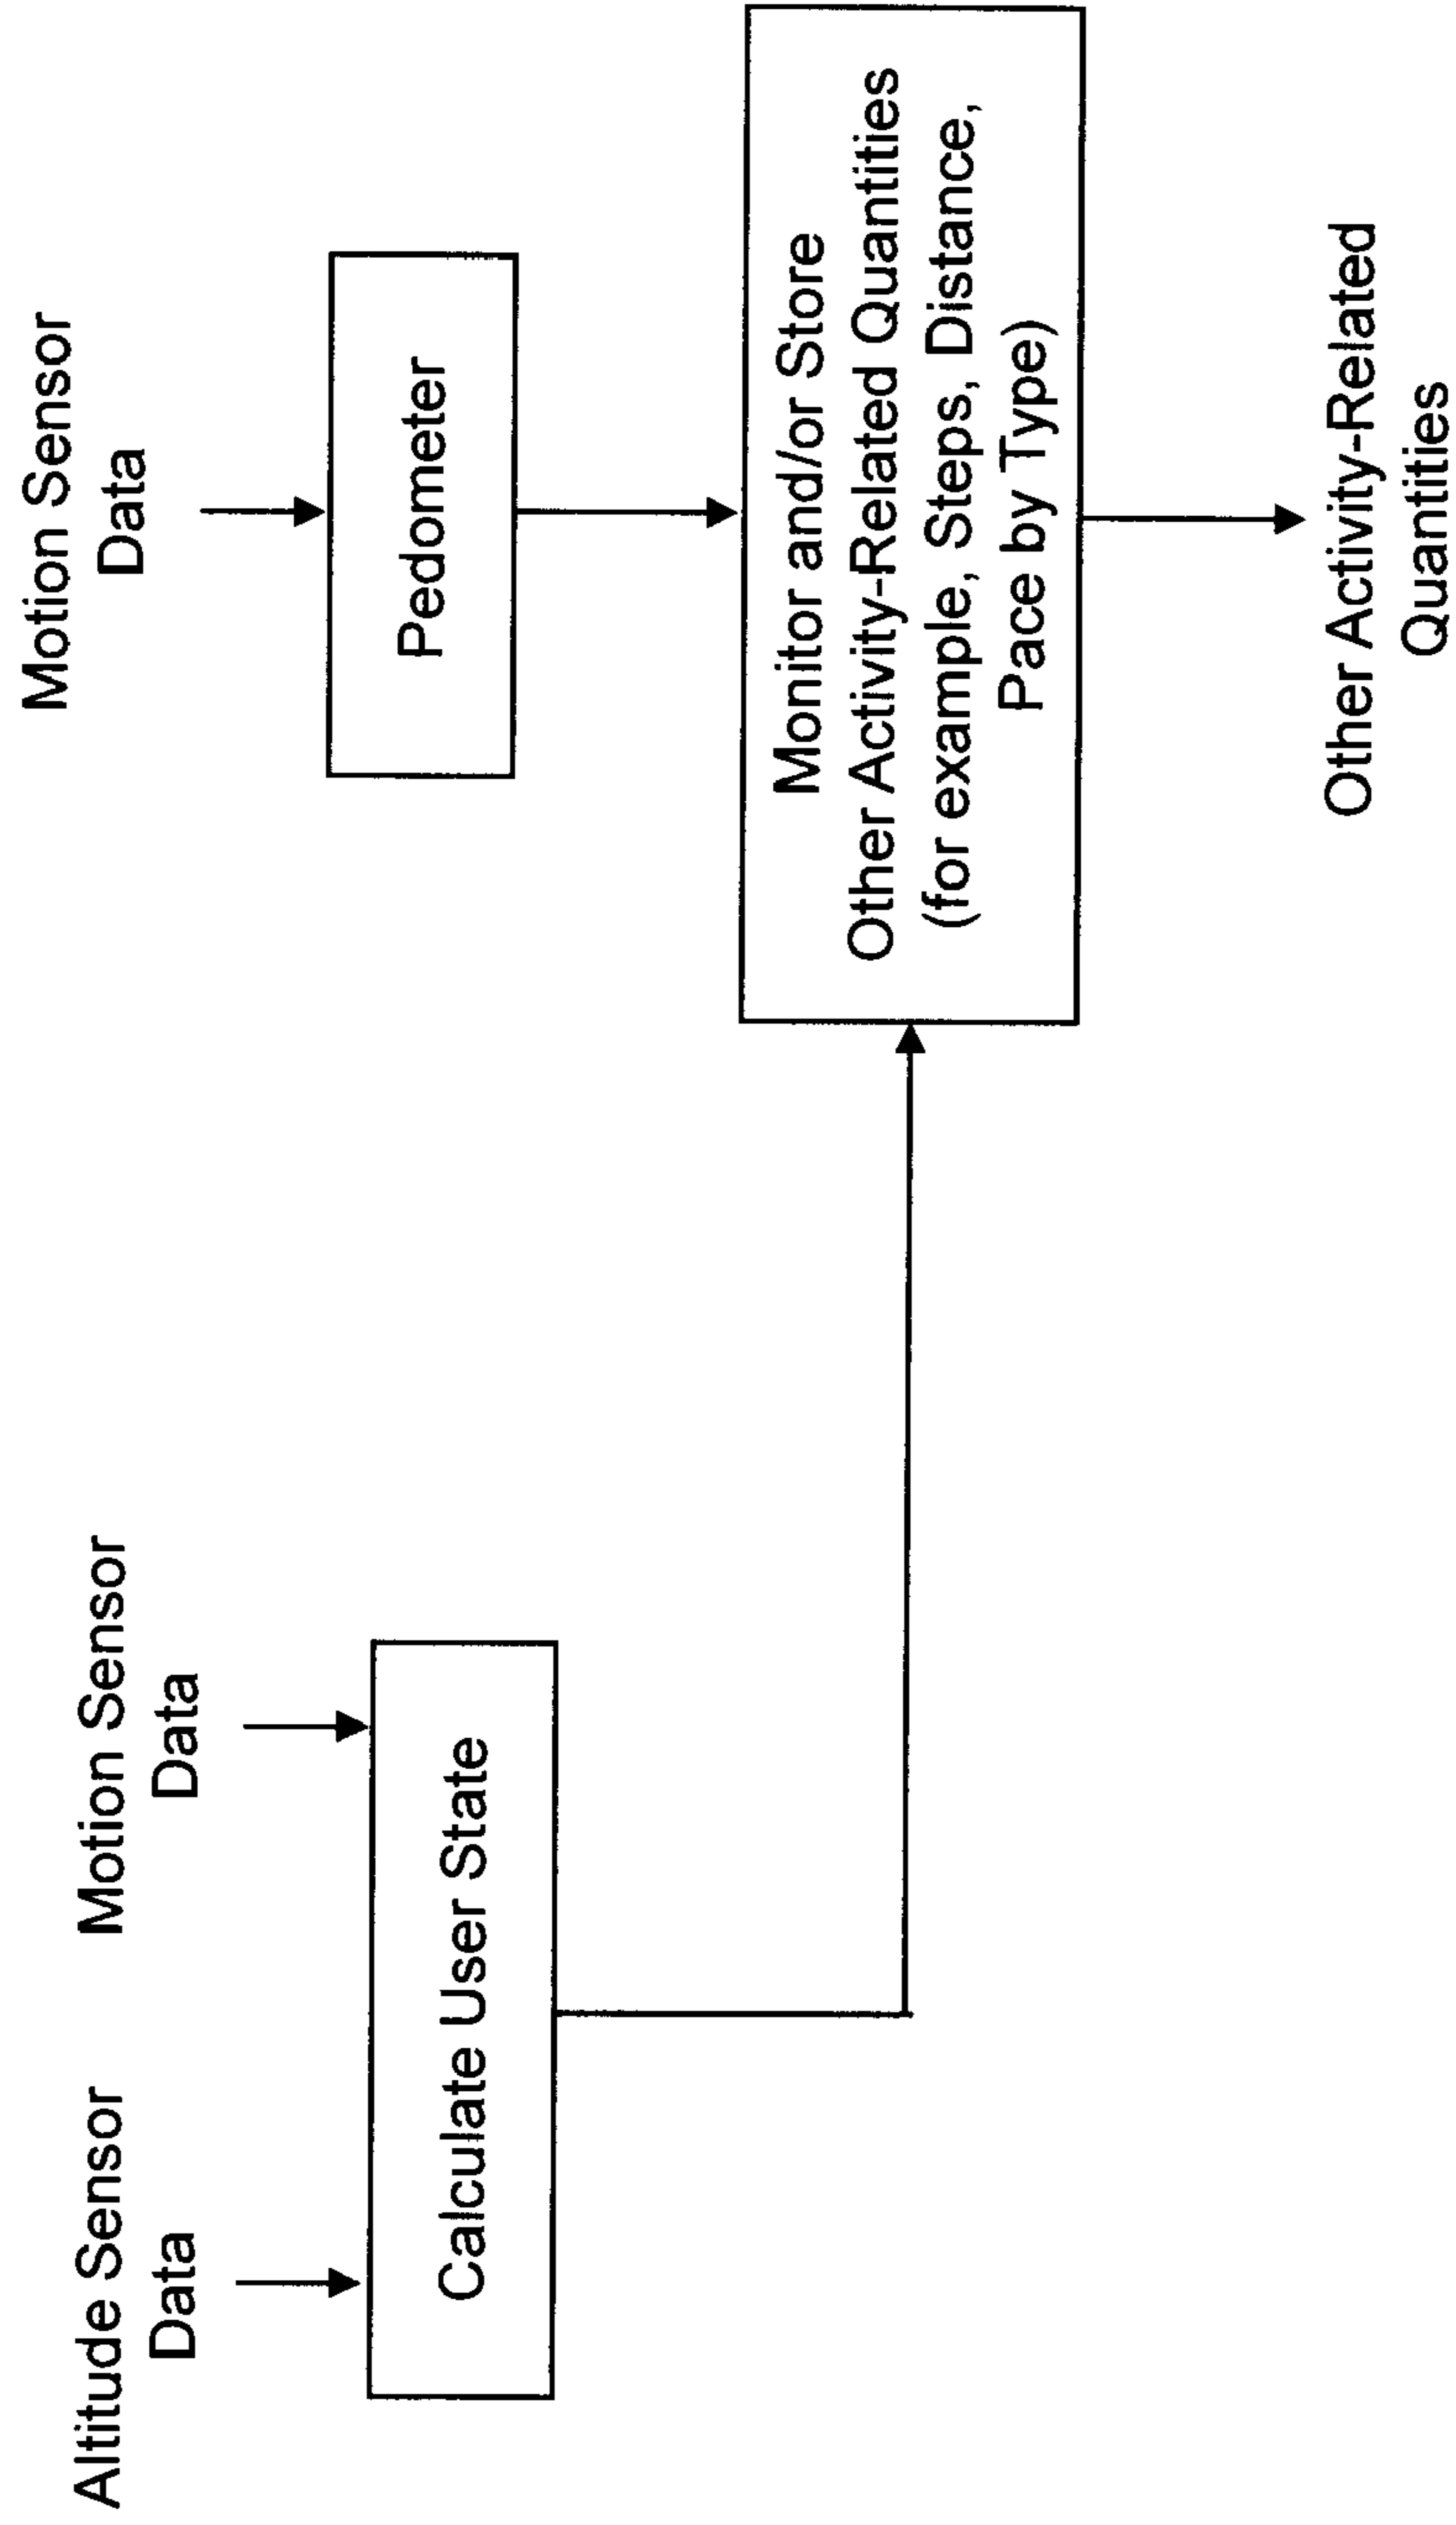 Altitude Sensor
Data
Motion Sensor
Data
Calculate User State
Motion Sensor
Data
Pedometer
Monitor and/or Store
Other Activity-Related Quantities
(for example, Steps, Distance,
Pace by Type)
Other Activity-Related
Quantities